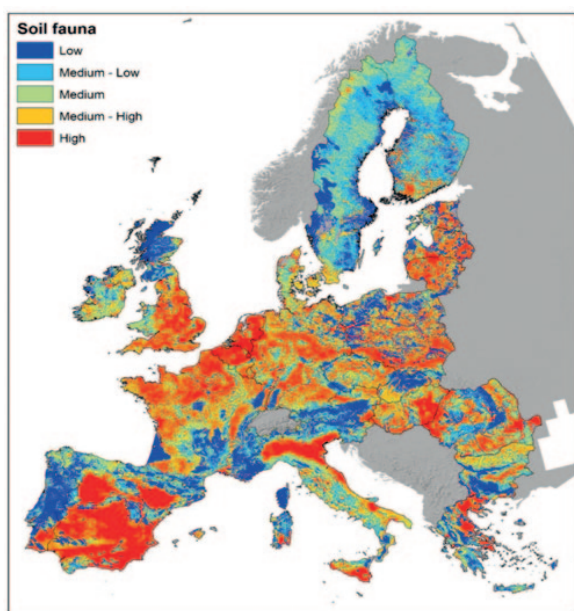 Soil fauna
Low
Medium - Low
Medium
Medium - High
High